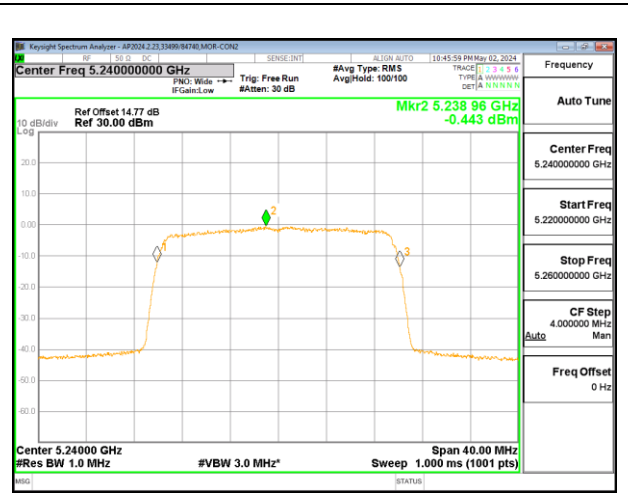 Keysight Spectrum Analyzer - AP2024.2.23,33499/84740,MOR-CON2
RF 50 Ω DC SENSE:INT ALIGN AUTO 10:45:59 PM May 02, 2024
Center Freq 5.240000000 GHz
PNO: Wide
IFGain:Low
Trig: Free Run
#Atten: 30 dB
#Avg Type: RMS
Avg|Hold: 100/100
TRACE 1 2 3 4 5 6
TYPE A WWWWW
DET A N N N N N
Frequency
Auto Tune
Center Freq
5.240000000 GHz
Start Freq
5.220000000 GHz
Stop Freq
5.260000000 GHz
CF Step
4.000000 MHz
Auto Man
Freq Offset
0 Hz
Mkr2 5.238 96 GHz
-0.443 dBm
Ref Offset 14.77 dB
10 dB/div Ref 30.00 dBm
Log
20.0
10.0
0.00
-10.0
-20.0
-30.0
-40.0
-50.0
-60.0
1
2
3
Center 5.24000 GHz Span 40.00 MHz
#Res BW 1.0 MHz #VBW 3.0 MHz* Sweep 1.000 ms (1001 pts)
MSG STATUS